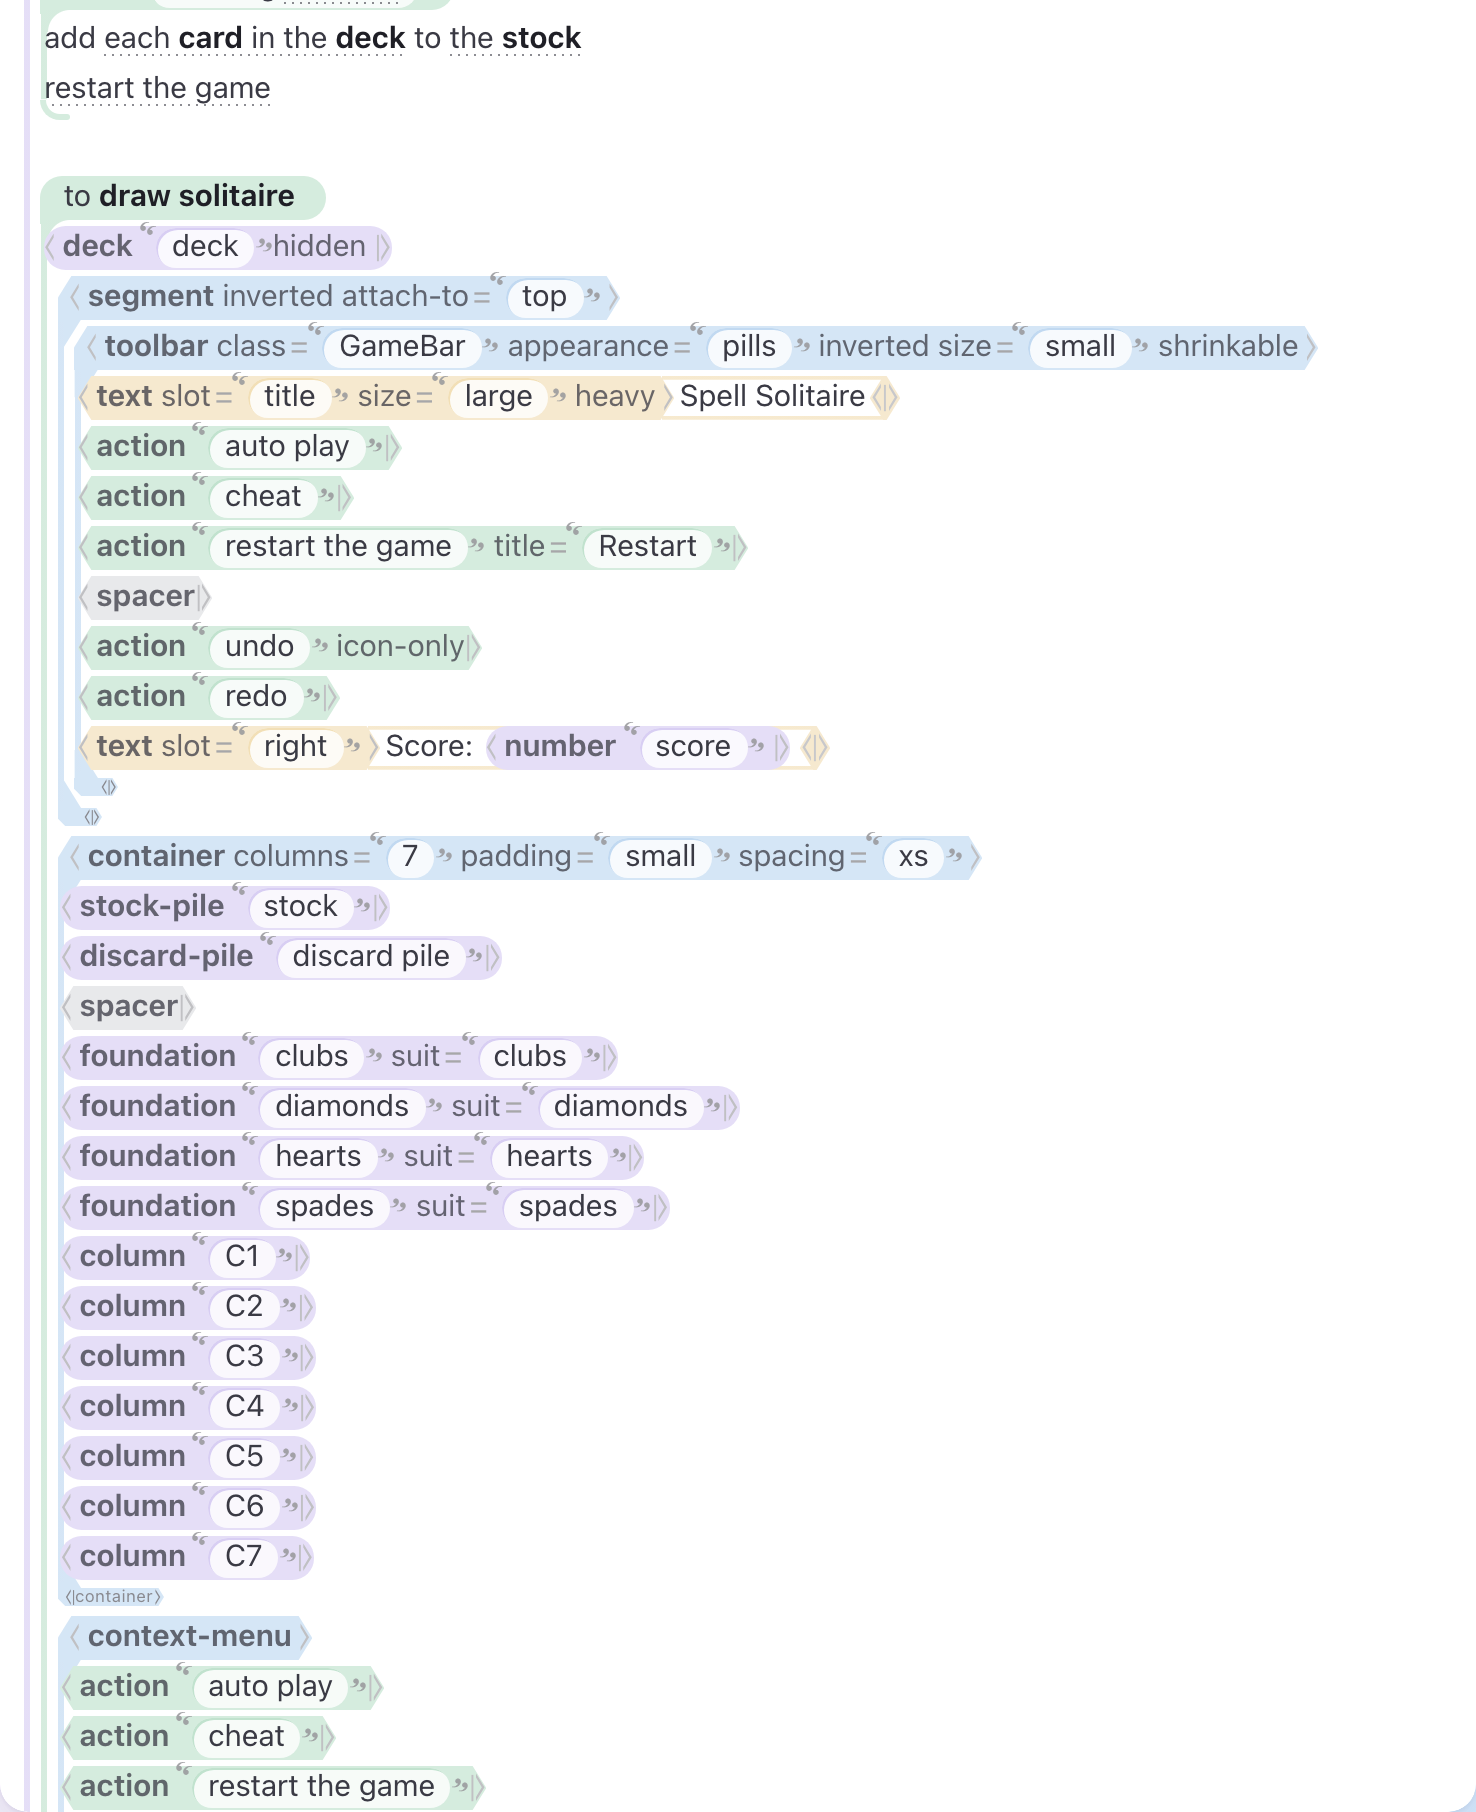 add each card in the deck to the stock
restart the game
to draw solitaire
〈deck “deck” hidden |〉
〈segment inverted attach-to=“top”〉
〈toolbar class=“GameBar” appearance=“pills” inverted size=“small” shrinkable〉
〈text slot=“title” size=“large” heavy〉Spell Solitaire〈|〉
〈action “auto play”|〉
〈action “cheat”|〉
〈action “restart the game” title=“Restart”|〉
〈spacer|〉
〈action “undo” icon-only|〉
〈action “redo”|〉
〈text slot=“right”〉Score: 〈number “score”|〉〈|〉
〈|〉
〈|〉
〈container columns=“7” padding=“small” spacing=“xs”〉
〈stock-pile “stock”|〉
〈discard-pile “discard pile”|〉
〈spacer|〉
〈foundation “clubs” suit=“clubs”|〉
〈foundation “diamonds” suit=“diamonds”|〉
〈foundation “hearts” suit=“hearts”|〉
〈foundation “spades” suit=“spades”|〉
〈column “C1”|〉
〈column “C2”|〉
〈column “C3”|〉
〈column “C4”|〉
〈column “C5”|〉
〈column “C6”|〉
〈column “C7”|〉
〈|container〉
〈context-menu〉
〈action “auto play”|〉
〈action “cheat”|〉
〈action “restart the game”|〉